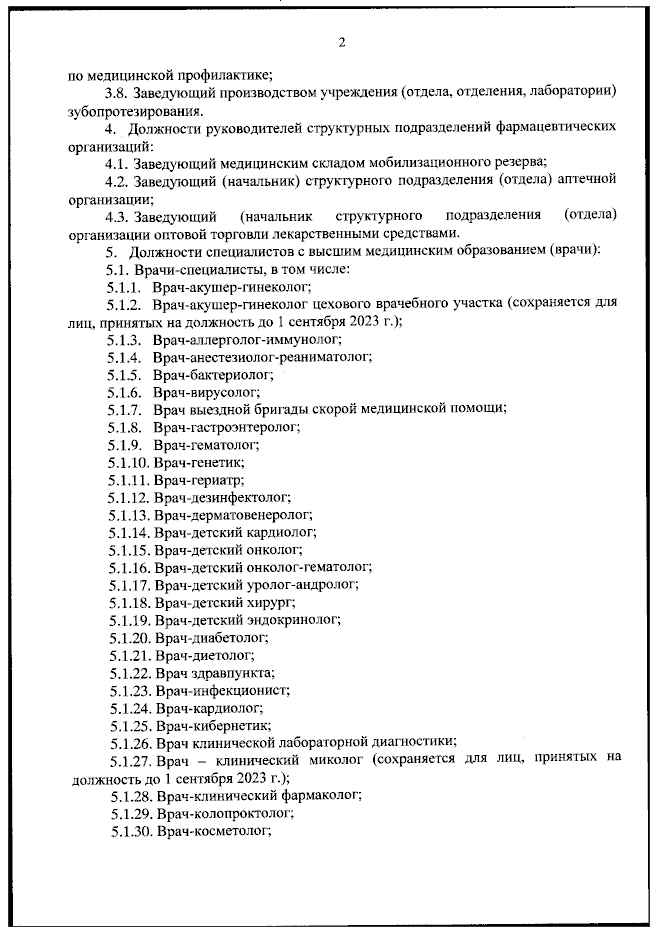 2
по медицинской профилактике;
3.8. Заведующий производством учреждения (отдела, отделения, лаборатории)
зубопротезирования.
4. Должности руководителей структурных подразделений фармацевтических
организаций:
4.1. Заведующий медицинским складом мобилизационного резерва;
4.2. Заведующий (начальник) структурного подразделения (отдела) аптечной
организации;
4.3. Заведующий (начальник структурного подразделения (отдела)
организации оптовой торговли лекарственными средствами.
5. Должности специалистов с высшим медицинским образованием (врачи):
5.1. Врачи-специалисты, в том числе:
5.1.1. Врач-акушер-гинеколог;
5.1.2. Врач-акушер-гинеколог цехового врачебного участка (сохраняется для
лиц, принятых на должность до 1 сентября 2023 г.);
5.1.3. Врач-аллерголог-иммунолог;
5.1.4. Врач-анестезиолог-реаниматолог;
5.1.5. Врач-бактериолог;
5.1.6. Врач-вирусолог;
5.1.7. Врач выездной бригады скорой медицинской помощи;
5.1.8. Врач-гастроэнтеролог;
5.1.9. Врач-гематолог;
5.1.10. Врач-генетик;
5.1.11. Врач-гериатр;
5.1.12. Врач-дезинфектолог;
5.1.13. Врач-дерматовенеролог;
5.1.14. Врач-детский кардиолог;
5.1.15. Врач-детский онколог;
5.1.16. Врач-детский онколог-гематолог;
5.1.17. Врач-детский уролог-андролог;
5.1.18. Врач-детский хирург;
5.1.19. Врач-детский эндокринолог;
5.1.20. Врач-диабетолог;
5.1.21. Врач-диетолог;
5.1.22. Врач здравпункта;
5.1.23. Врач-инфекционист;
5.1.24. Врач-кардиолог;
5.1.25. Врач-кибернетик;
5.1.26. Врач клинической лабораторной диагностики;
5.1.27. Врач – клинический миколог (сохраняется для лиц, принятых на
должность до 1 сентября 2023 г.);
5.1.28. Врач-клинический фармаколог;
5.1.29. Врач-колопроктолог;
5.1.30. Врач-косметолог;